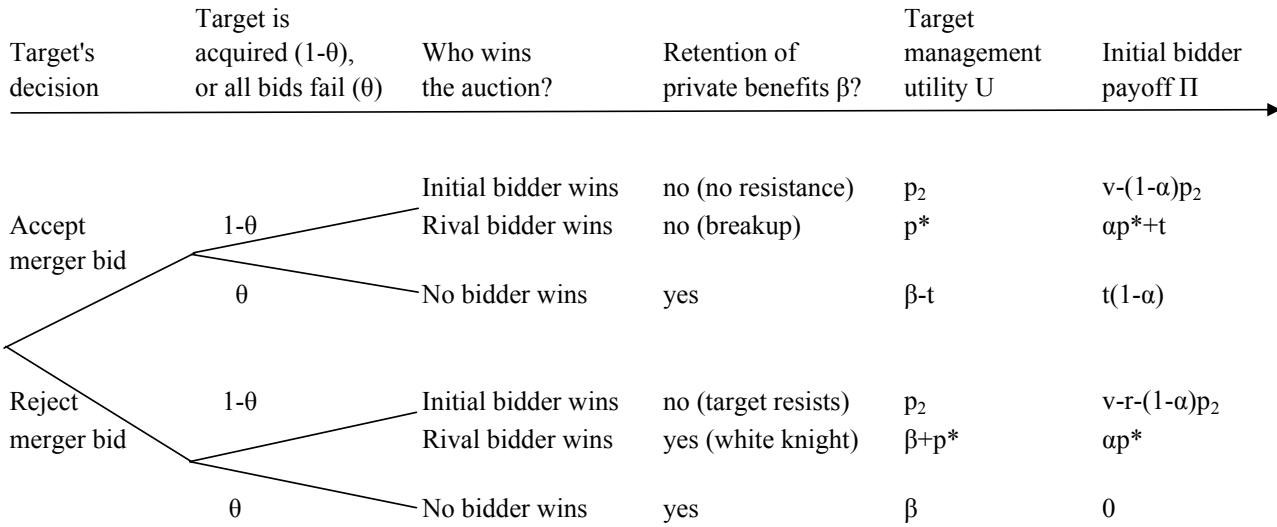 Target is Target
Target's acquired (1-θ), Who wins Retention of management Initial bidder
decision or all bids fail (θ) the auction? private benefits β? utility U payoff Π
Initial bidder wins no (no resistance) p₂ v-(1-α)p₂
Accept 1-θ Rival bidder wins no (breakup) p* αp*+t
merger bid
θ No bidder wins yes β-t t(1-α)
Reject 1-θ Initial bidder wins no (target resists) p₂ v-r-(1-α)p₂
merger bid Rival bidder wins yes (white knight) β+p* αp*
θ No bidder wins yes β 0